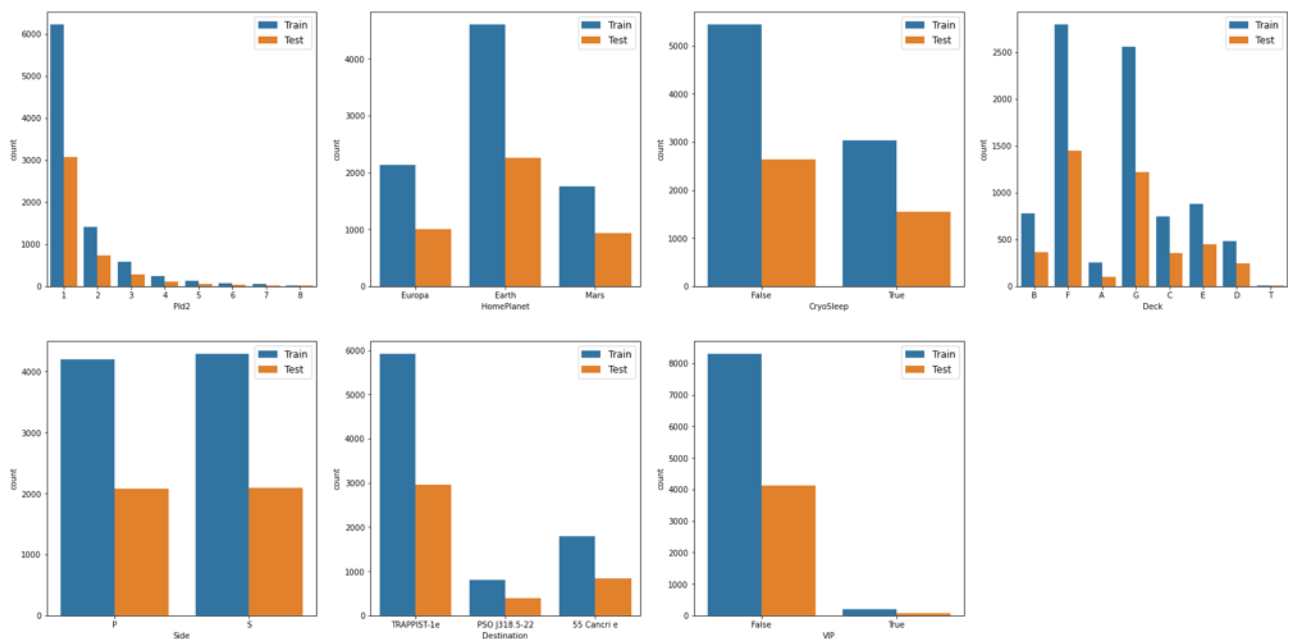 Train
Test
6000
5000
4000
3000
2000
1000
0
count
1 2 3 4 5 6 7 8
PId2
Train
Test
4000
3000
2000
1000
0
count
Europa Earth Mars
HomePlanet
Train
Test
5000
4000
3000
2000
1000
0
count
False True
CryoSleep
Train
Test
2500
2000
1500
1000
500
0
count
B F A G C E D T
Deck
Train
Test
4000
3000
2000
1000
0
count
P S
Side
Train
Test
6000
5000
4000
3000
2000
1000
0
count
TRAPPIST-1e PSO J318.5-22 55 Cancri e
Destination
Train
Test
8000
7000
6000
5000
4000
3000
2000
1000
0
count
False True
VIP